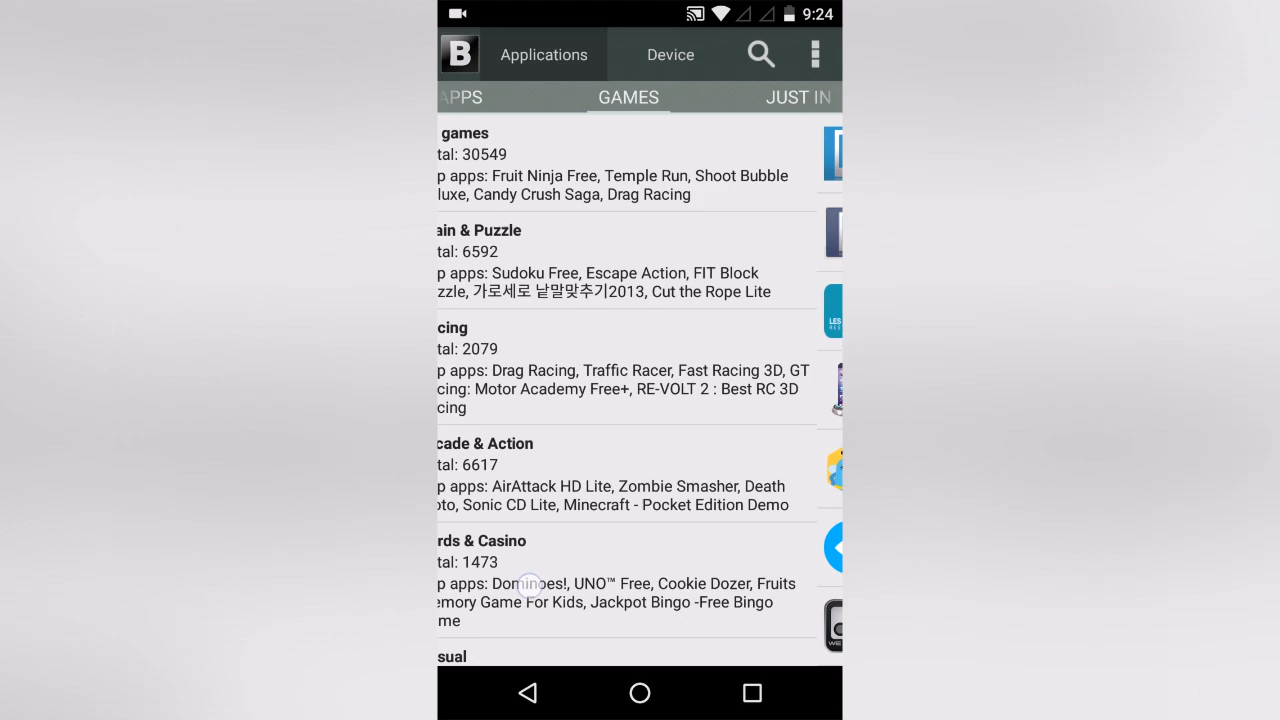 9:24
B Applications Device
APPS GAMES JUST IN
games
tal: 30549
p apps: Fruit Ninja Free, Temple Run, Shoot Bubble
luxe, Candy Crush Saga, Drag Racing
ain & Puzzle
tal: 6592
p apps: Sudoku Free, Escape Action, FIT Block
zzle, 가로세로 낱말맞추기2013, Cut the Rope Lite
cing
tal: 2079
p apps: Drag Racing, Traffic Racer, Fast Racing 3D, GT
cing: Motor Academy Free+, RE-VOLT 2 : Best RC 3D
cing
cade & Action
tal: 6617
p apps: AirAttack HD Lite, Zombie Smasher, Death
oto, Sonic CD Lite, Minecraft - Pocket Edition Demo
rds & Casino
tal: 1473
p apps: Dominoes!, UNO™ Free, Cookie Dozer, Fruits
emory Game For Kids, Jackpot Bingo -Free Bingo
me
sual
LES